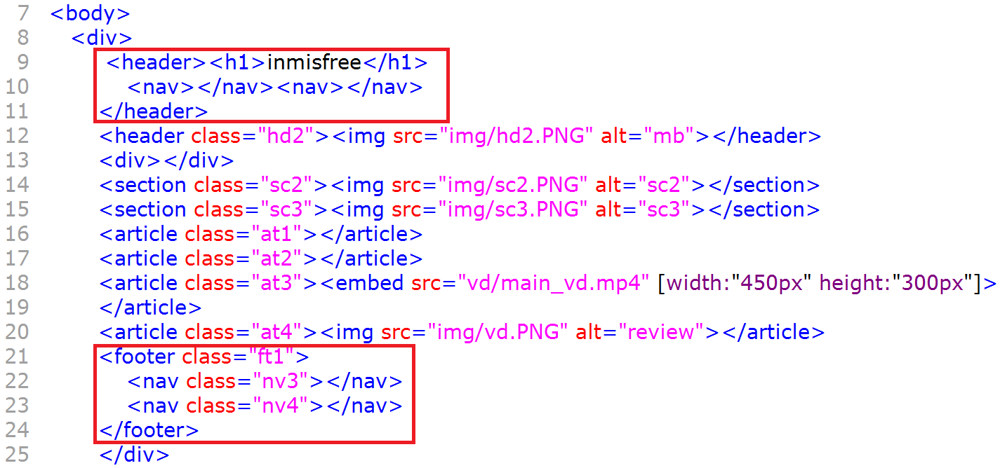 7 <body>
8 <div>
9 <header><h1>inmisfree</h1>
10 <nav></nav><nav></nav>
11 </header>
12 <header class="hd2"><img src="img/hd2.PNG" alt="mb"></header>
13 <div></div>
14 <section class="sc2"><img src="img/sc2.PNG" alt="sc2"></section>
15 <section class="sc3"><img src="img/sc3.PNG" alt="sc3"></section>
16 <article class="at1"></article>
17 <article class="at2"></article>
18 <article class="at3"><embed src="vd/main_vd.mp4" [width:"450px" height:"300px"]>
19 </article>
20 <article class="at4"><img src="img/vd.PNG" alt="review"></article>
21 <footer class="ft1">
22 <nav class="nv3"></nav>
23 <nav class="nv4"></nav>
24 </footer>
25 </div>